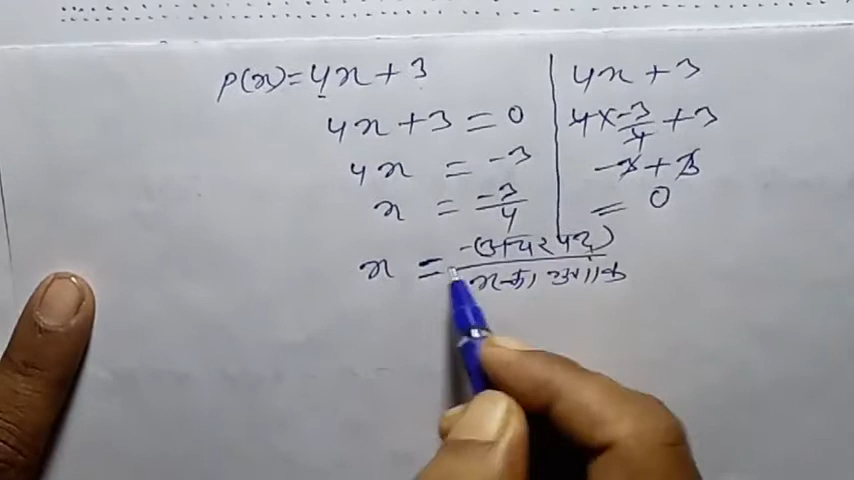 p(x) = 4x + 3
4x + 3 = 0
4x = -3
x = -3/4
x = -(अचर पद) / x का गुणांक
4x + 3
4 × -3/4 + 3
-3 + 3
= 0